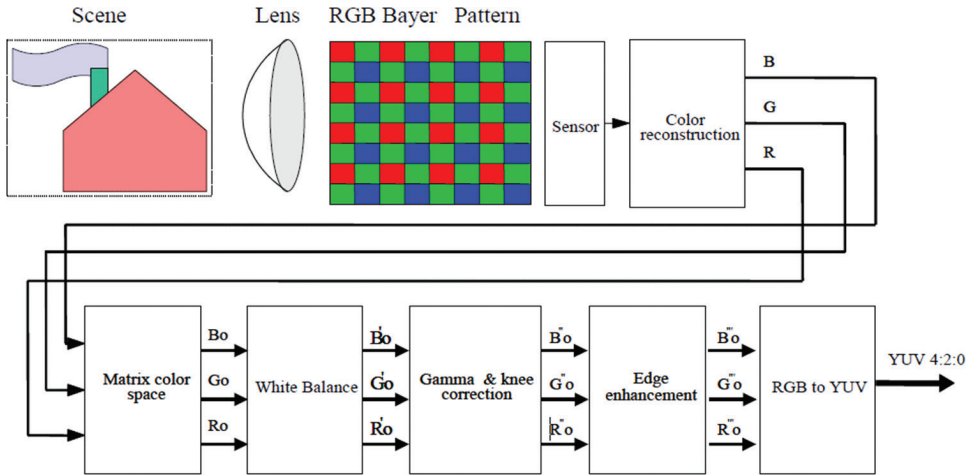 Scene
Lens
RGB Bayer Pattern
Sensor
Color
reconstruction
B
G
R
Matrix color
space
Bo
Go
Ro
White Balance
B'o
G'o
R'o
Gamma & knee
correction
B"o
G"o
R"o
Edge
enhancement
B'''o
G'''o
R'''o
RGB to YUV
YUV 4:2:0